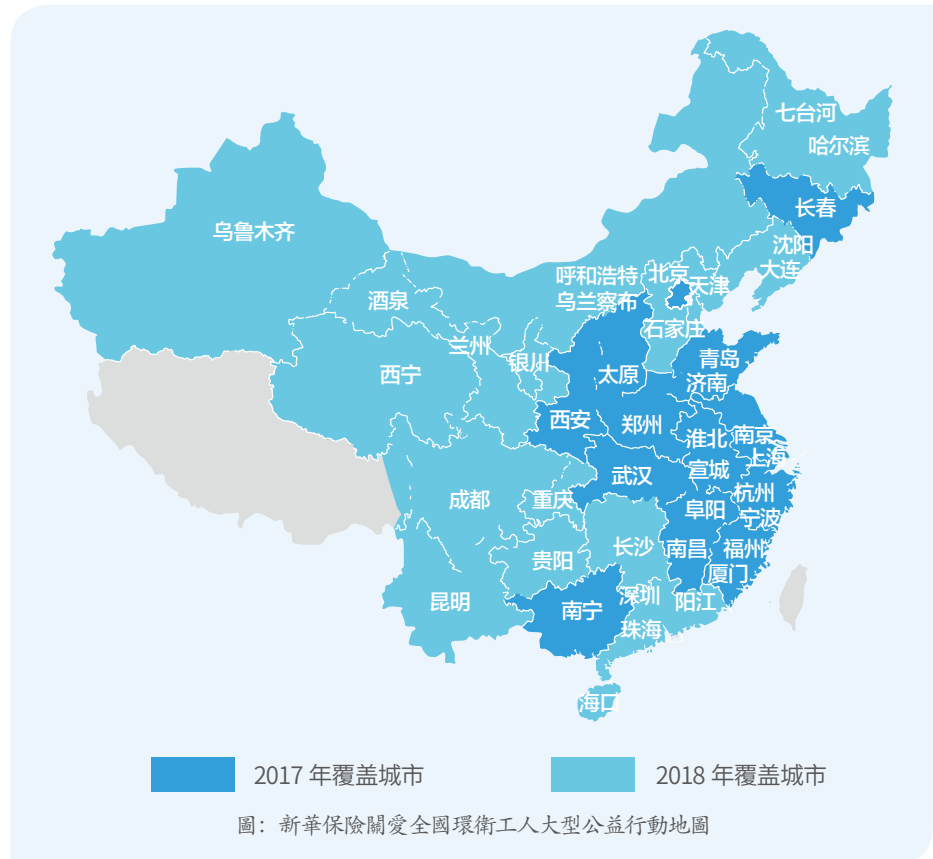 七台河
哈尔滨
长春
乌鲁木齐
沈阳
大连
呼和浩特
北京
天津
乌兰察布
酒泉
石家庄
兰州
银川
青岛
西宁
太原
济南
西安
郑州
淮北
南京
上海
武汉
宣城
成都
重庆
杭州
阜阳
宁波
长沙
南昌
福州
贵阳
厦门
昆明
南宁
深圳
阳江
珠海
海口
2017 年覆盖城市
2018 年覆盖城市
圖：新華保險關愛全國環衛工人大型公益行動地圖